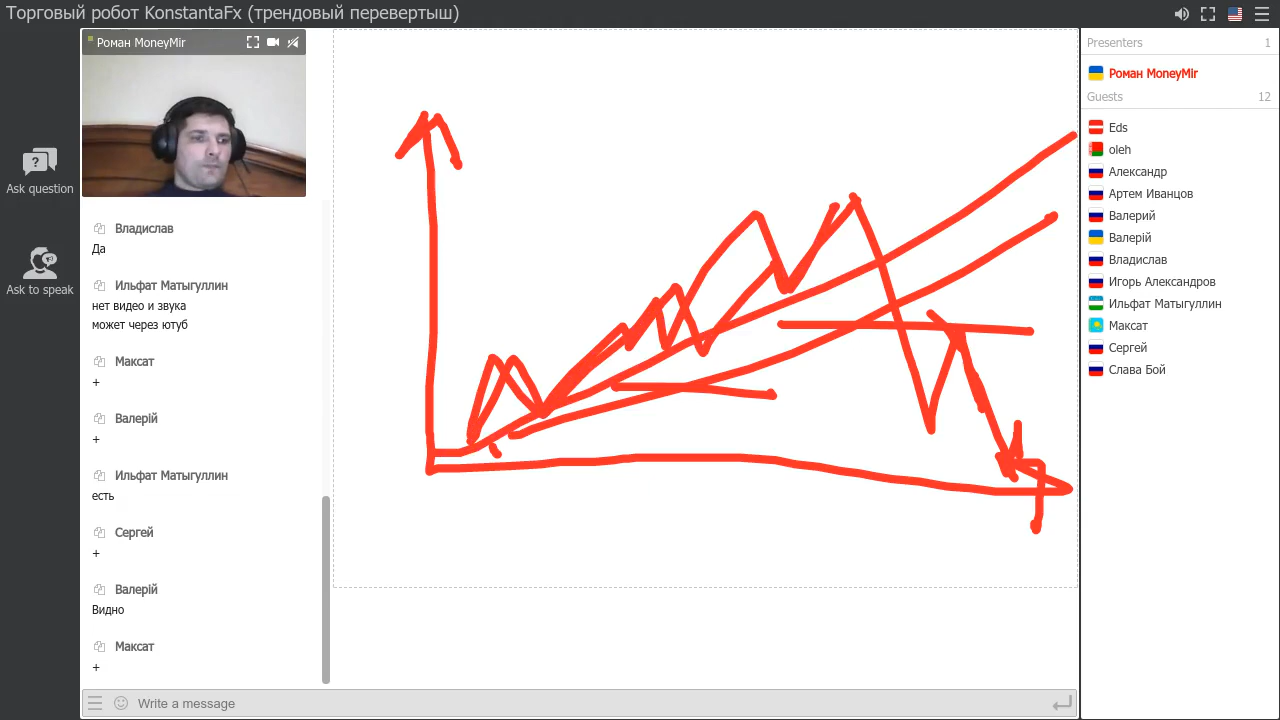 Торговый робот KonstantaFx (трендовый перевертыш)
Роман MoneyMir
Ask question
Ask to speak
Владислав
Да
Ильфат Матыгуллин
нет видео и звука
может через ютуб
Максат
+
Валерій
+
Ильфат Матыгуллин
есть
Сергей
+
Валерій
Видно
Максат
+
Write a message
Presenters 1
Роман MoneyMir
Guests 12
Eds
oleh
Александр
Артем Иванцов
Валерий
Валерій
Владислав
Игорь Александров
Ильфат Матыгуллин
Максат
Сергей
Слава Бой